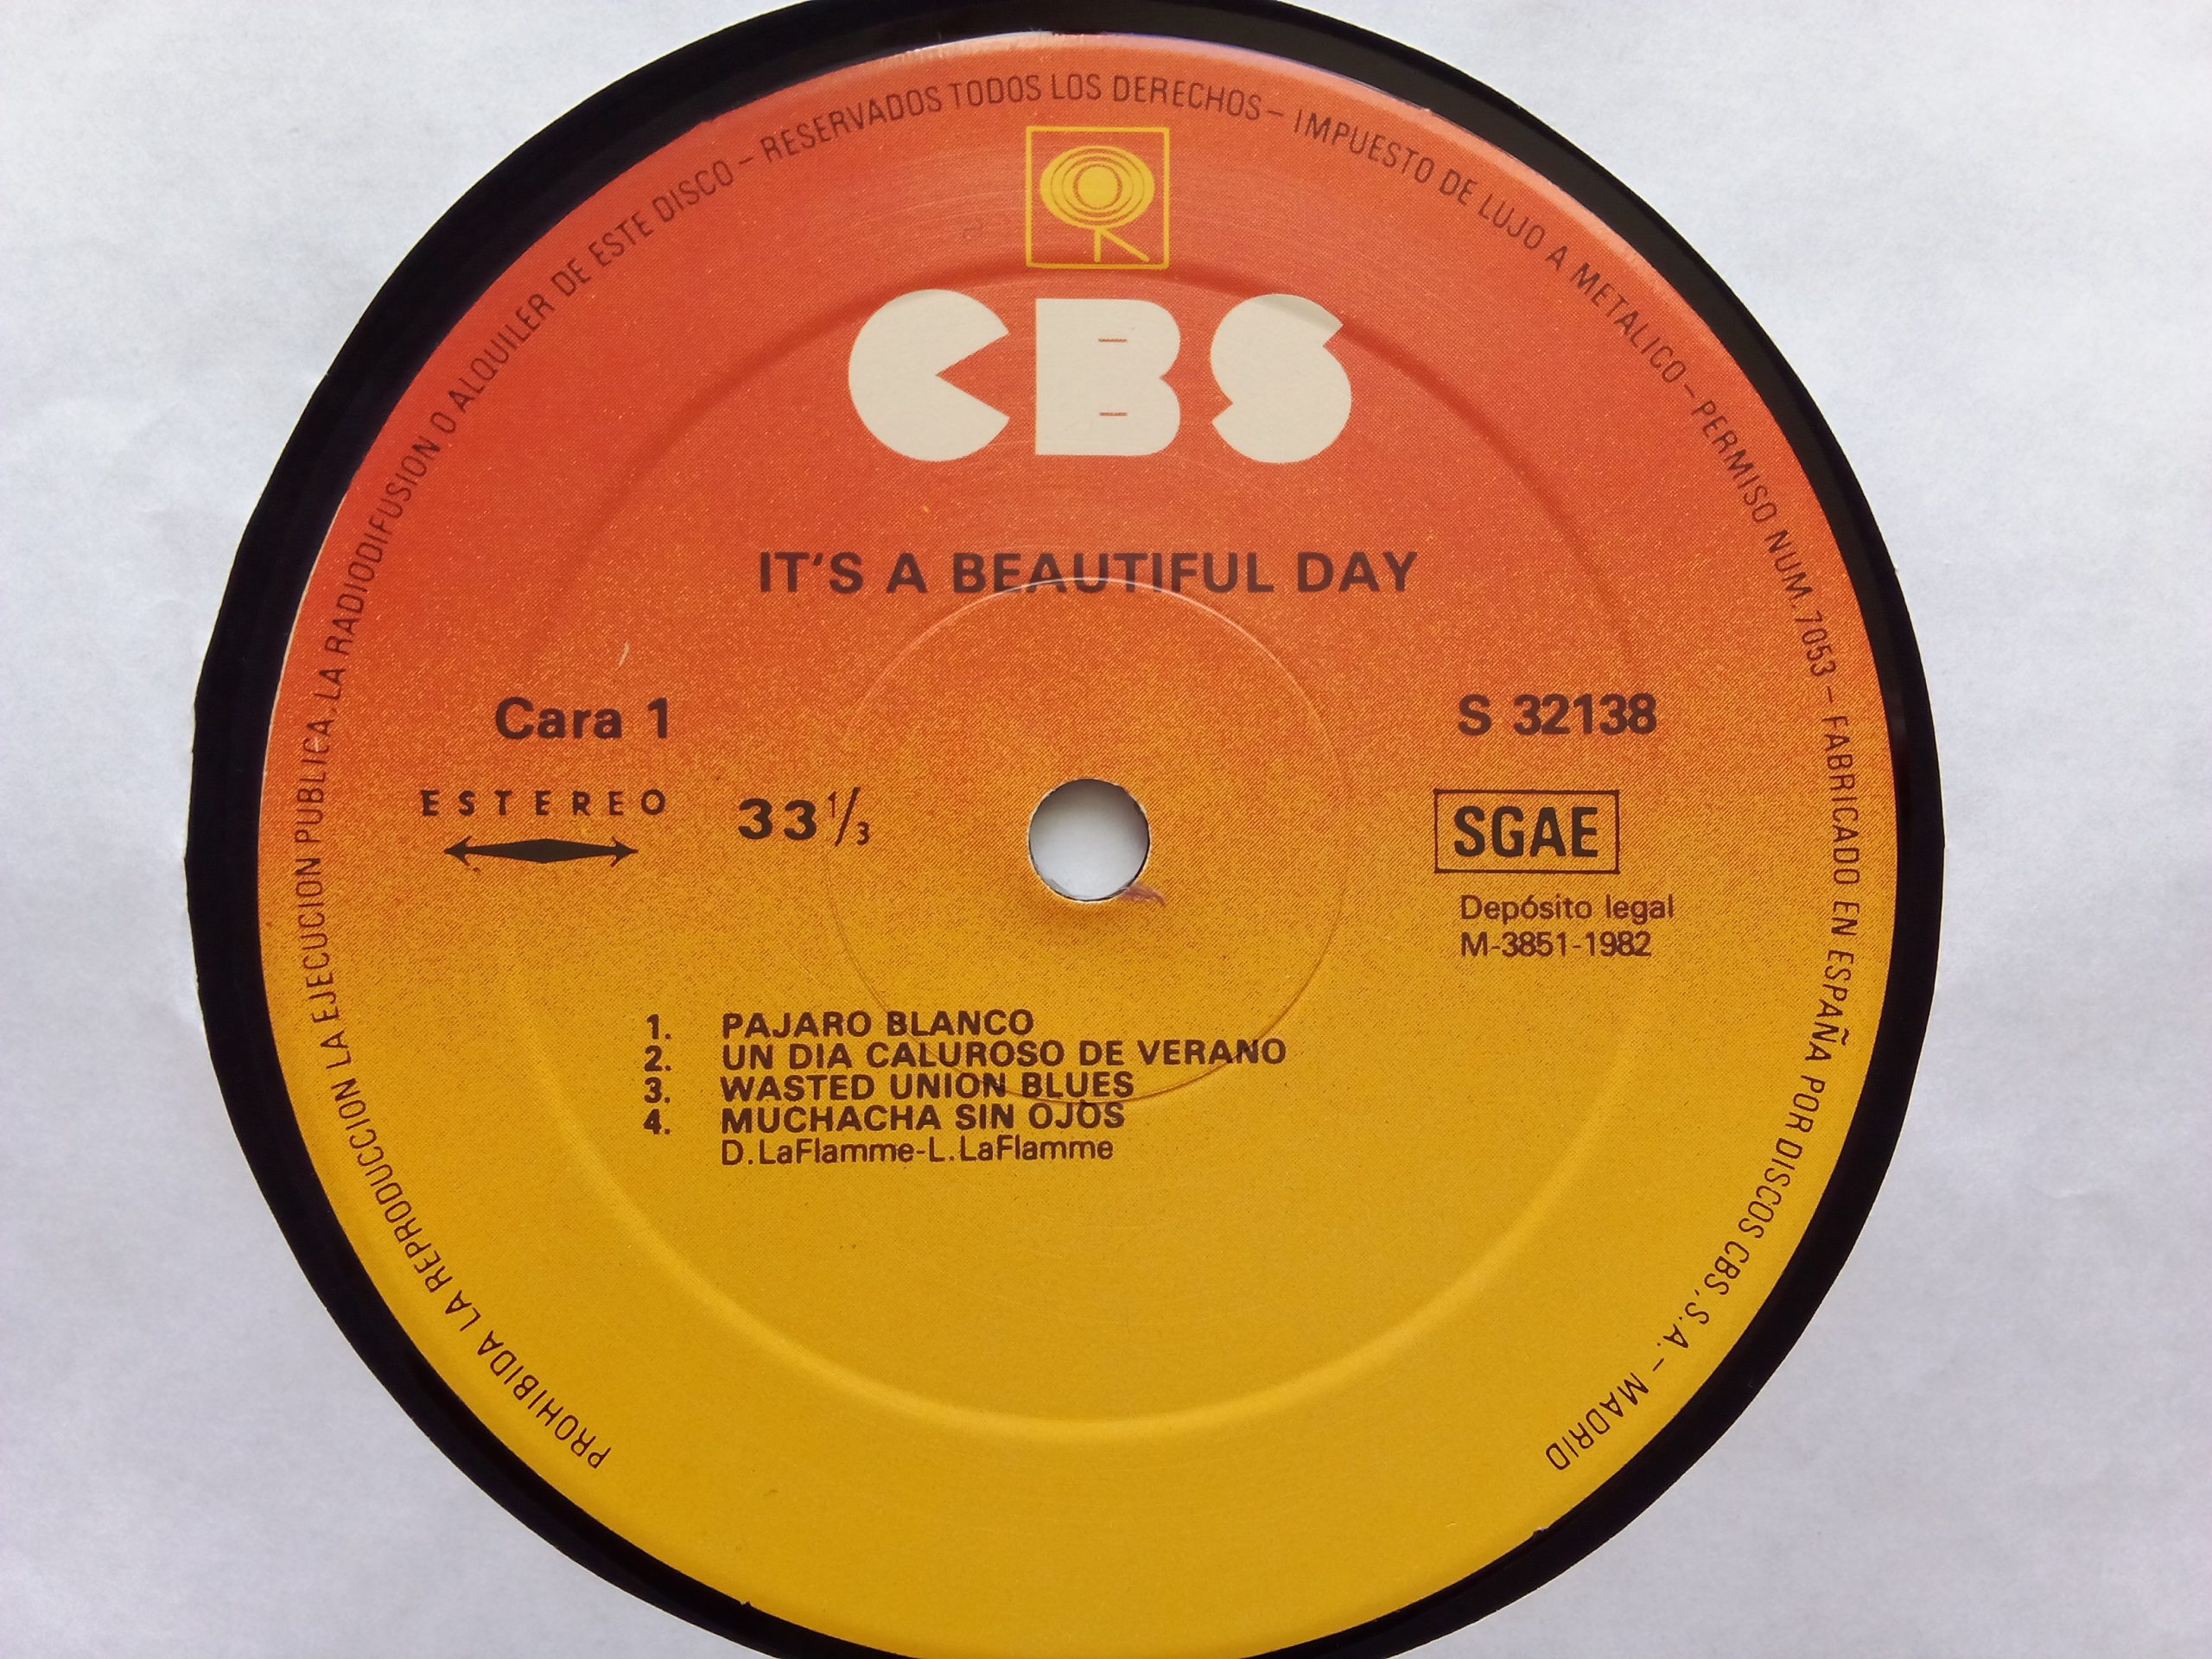 PROHIBIDA LA REPRODUCCION LA EJECUCION PUBLICA, LA RADIODIFUSION O ALQUILER DE ESTE DISCO – RESERVADOS TODOS LOS DERECHOS – IMPUESTO DE LUJO A METALICO – PERMISO NUM. 7053 – FABRICADO EN ESPAÑA POR DISCOS CBS, S.A. – MADRID
CBS
IT'S A BEAUTIFUL DAY
Cara 1
S 32138
ESTEREO
33 1/3
SGAE
Depósito legal
M-3851-1982
1. PAJARO BLANCO
2. UN DIA CALUROSO DE VERANO
3. WASTED UNION BLUES
4. MUCHACHA SIN OJOS
D.LaFlamme-L.LaFlamme